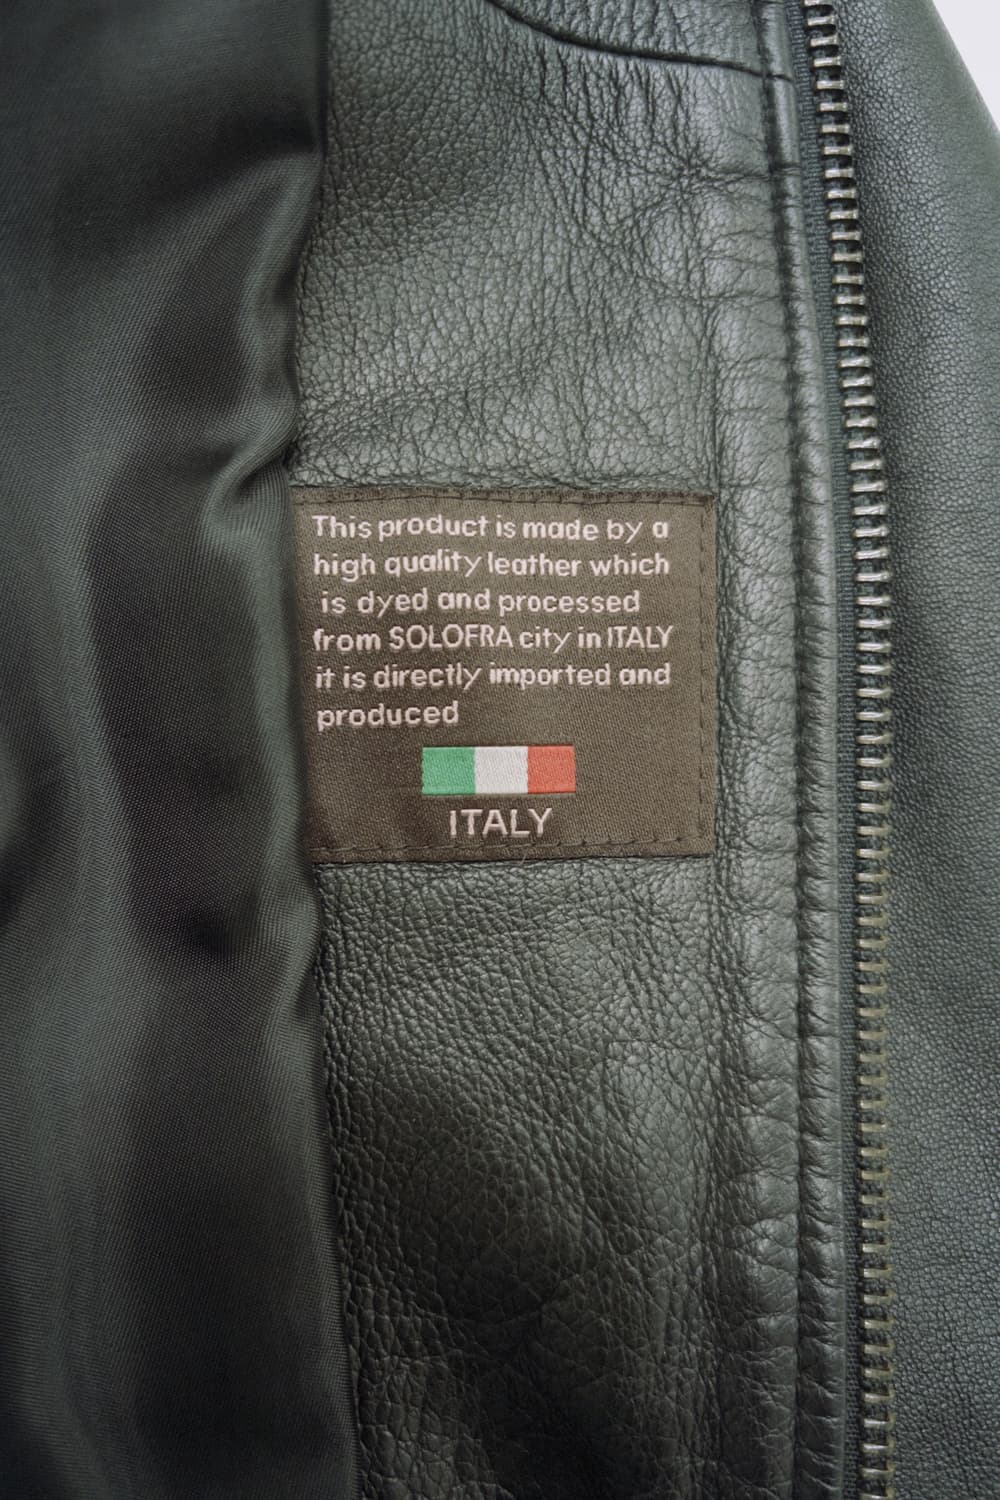 This product is made by a
high quality leather which
is dyed and processed
from SOLOFRA city in ITALY
it is directly imported and
produced
ITALY